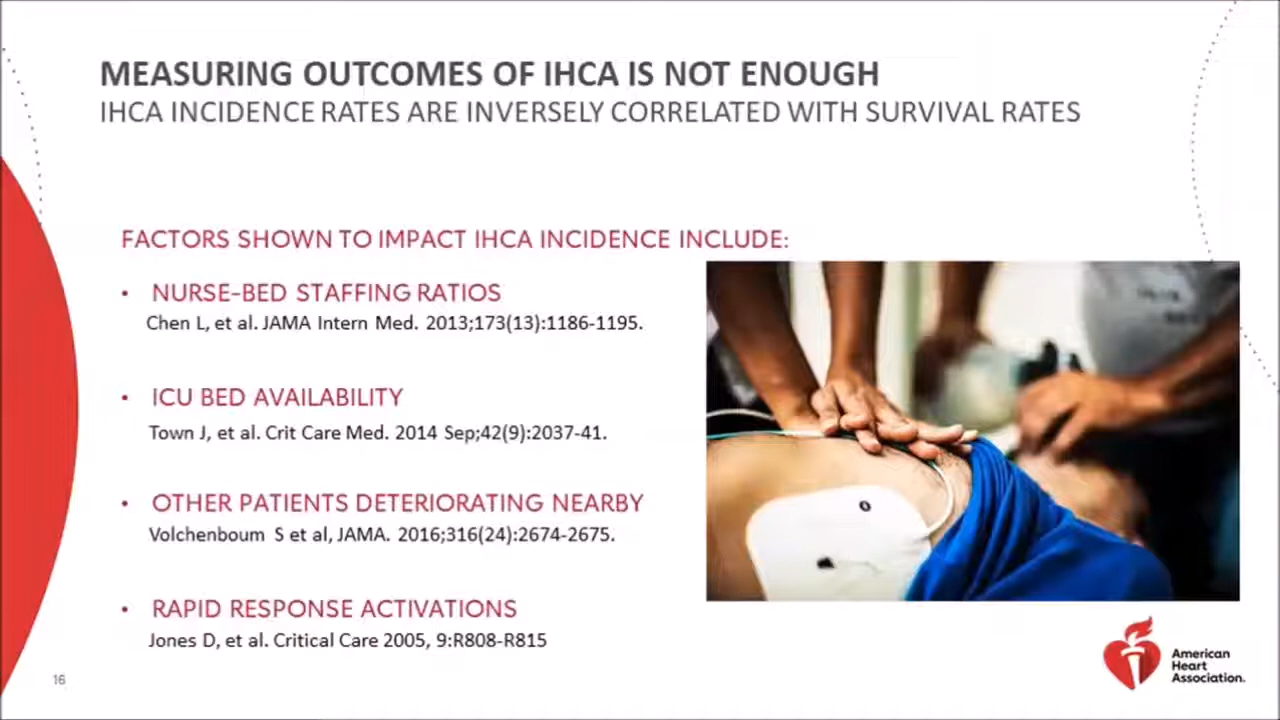 MEASURING OUTCOMES OF IHCA IS NOT ENOUGH
IHCA INCIDENCE RATES ARE INVERSELY CORRELATED WITH SURVIVAL RATES
FACTORS SHOWN TO IMPACT IHCA INCIDENCE INCLUDE:
• NURSE-BED STAFFING RATIOS
Chen L, et al. JAMA Intern Med. 2013;173(13):1186-1195.
• ICU BED AVAILABILITY
Town J, et al. Crit Care Med. 2014 Sep;42(9):2037-41.
• OTHER PATIENTS DETERIORATING NEARBY
Volchenboum S et al, JAMA. 2016;316(24):2674-2675.
• RAPID RESPONSE ACTIVATIONS
Jones D, et al. Critical Care 2005, 9:R808-R815
16
American
Heart
Association.